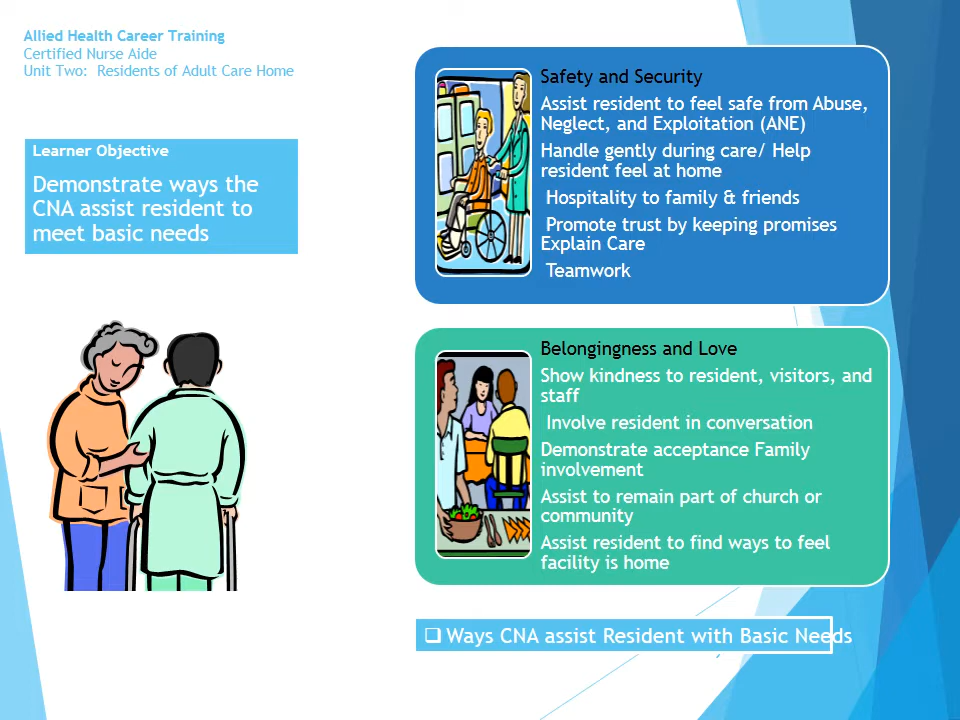 Allied Health Career Training
Certified Nurse Aide
Unit Two: Residents of Adult Care Home
Learner Objective
Demonstrate ways the
CNA assist resident to
meet basic needs
Safety and Security
Assist resident to feel safe from Abuse,
Neglect, and Exploitation (ANE)
Handle gently during care/ Help
resident feel at home
Hospitality to family & friends
Promote trust by keeping promises
Explain Care
Teamwork
Belongingness and Love
Show kindness to resident, visitors, and
staff
Involve resident in conversation
Demonstrate acceptance Family
involvement
Assist to remain part of church or
community
Assist resident to find ways to feel
facility is home
❑ Ways CNA assist Resident with Basic Needs